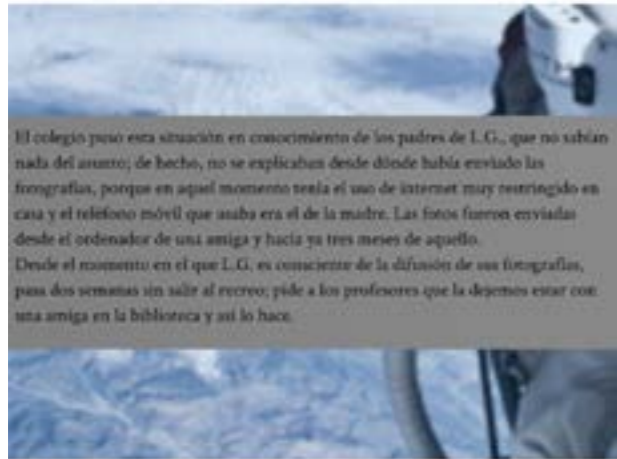 El colegio puso esta situación en conocimiento de los padres de L.G., que no sabían
nada del asunto; de hecho, no se explicaban desde dónde había enviado las
fotografías, porque en aquel momento tenía el uso de internet muy restringido en
casa y el teléfono móvil que usaba era el de la madre. Las fotos fueron enviadas
desde el ordenador de una amiga y hacía ya tres meses de aquello.
Desde el momento en el que L.G. es consciente de la difusión de sus fotografías,
pasa dos semanas sin salir al recreo; pide a los profesores que la dejemos estar con
una amiga en la biblioteca y así lo hace.